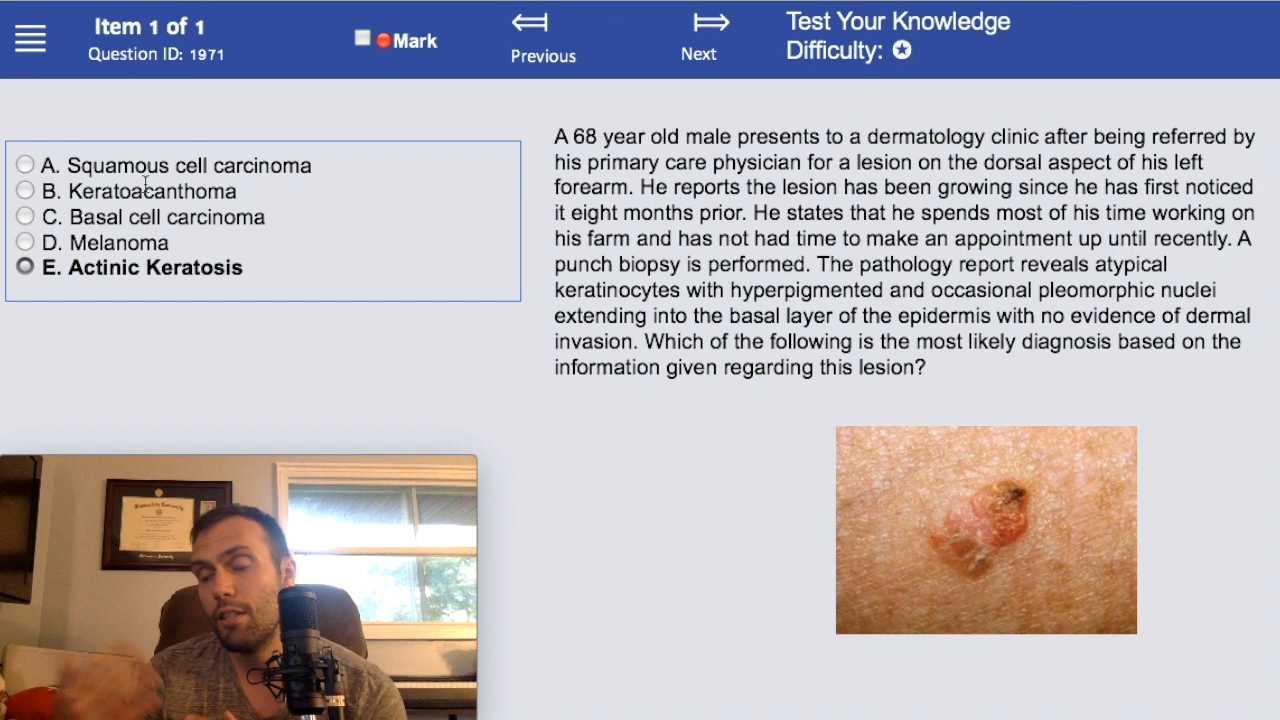 Item 1 of 1
Question ID: 1971
Mark
Previous
Next
Test Your Knowledge
Difficulty:
A. Squamous cell carcinoma
B. Keratoacanthoma
C. Basal cell carcinoma
D. Melanoma
E. Actinic Keratosis
A 68 year old male presents to a dermatology clinic after being referred by
his primary care physician for a lesion on the dorsal aspect of his left
forearm. He reports the lesion has been growing since he has first noticed
it eight months prior. He states that he spends most of his time working on
his farm and has not had time to make an appointment up until recently. A
punch biopsy is performed. The pathology report reveals atypical
keratinocytes with hyperpigmented and occasional pleomorphic nuclei
extending into the basal layer of the epidermis with no evidence of dermal
invasion. Which of the following is the most likely diagnosis based on the
information given regarding this lesion?